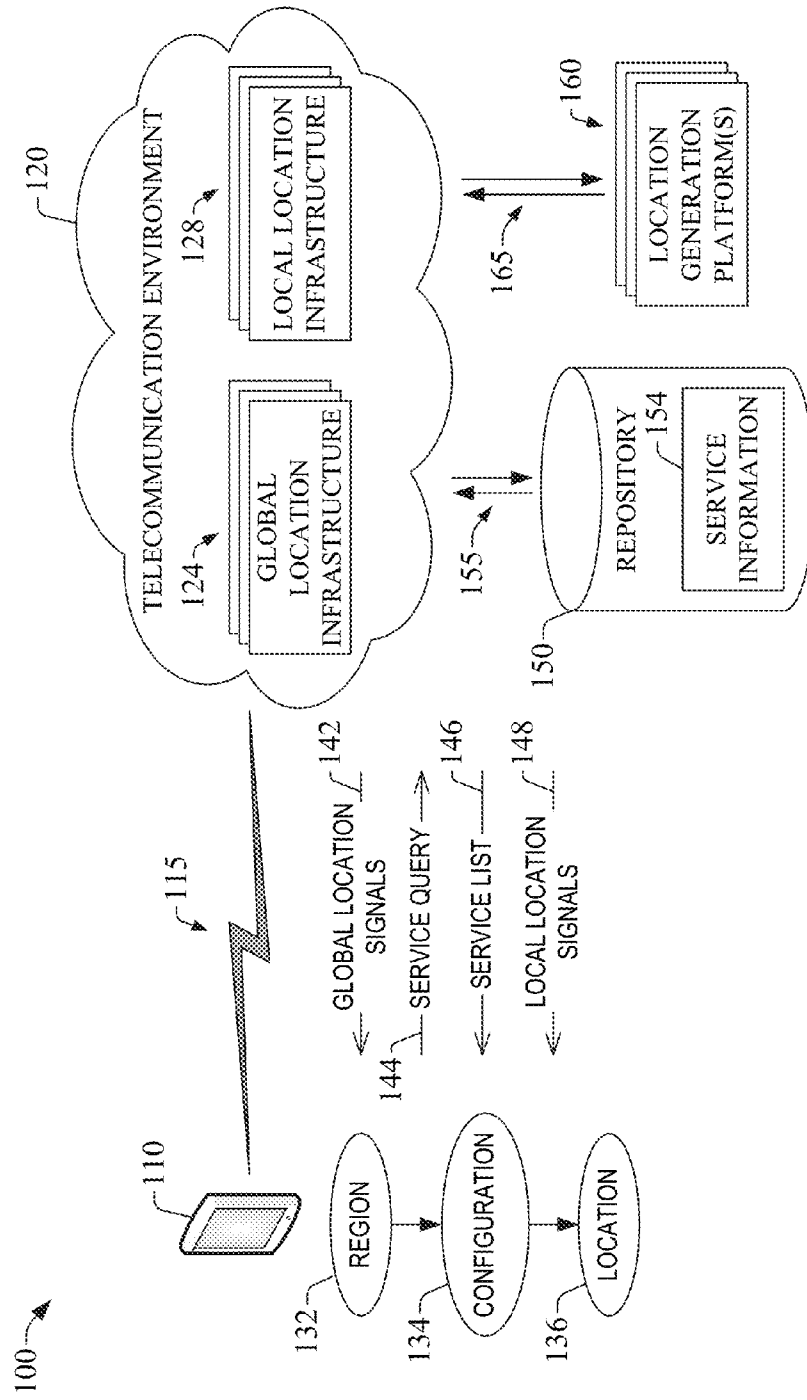 100
110
115
120
TELECOMMUNICATION ENVIRONMENT
124
GLOBAL
LOCATION
INFRASTRUCTURE
128
LOCAL LOCATION
INFRASTRUCTURE
132
REGION
134
CONFIGURATION
136
LOCATION
GLOBAL LOCATION
SIGNALS
142
144
SERVICE QUERY
SERVICE LIST
146
LOCAL LOCATION
SIGNALS
148
155
165
150
REPOSITORY
154
SERVICE
INFORMATION
160
LOCATION
GENERATION
PLATFORM(S)